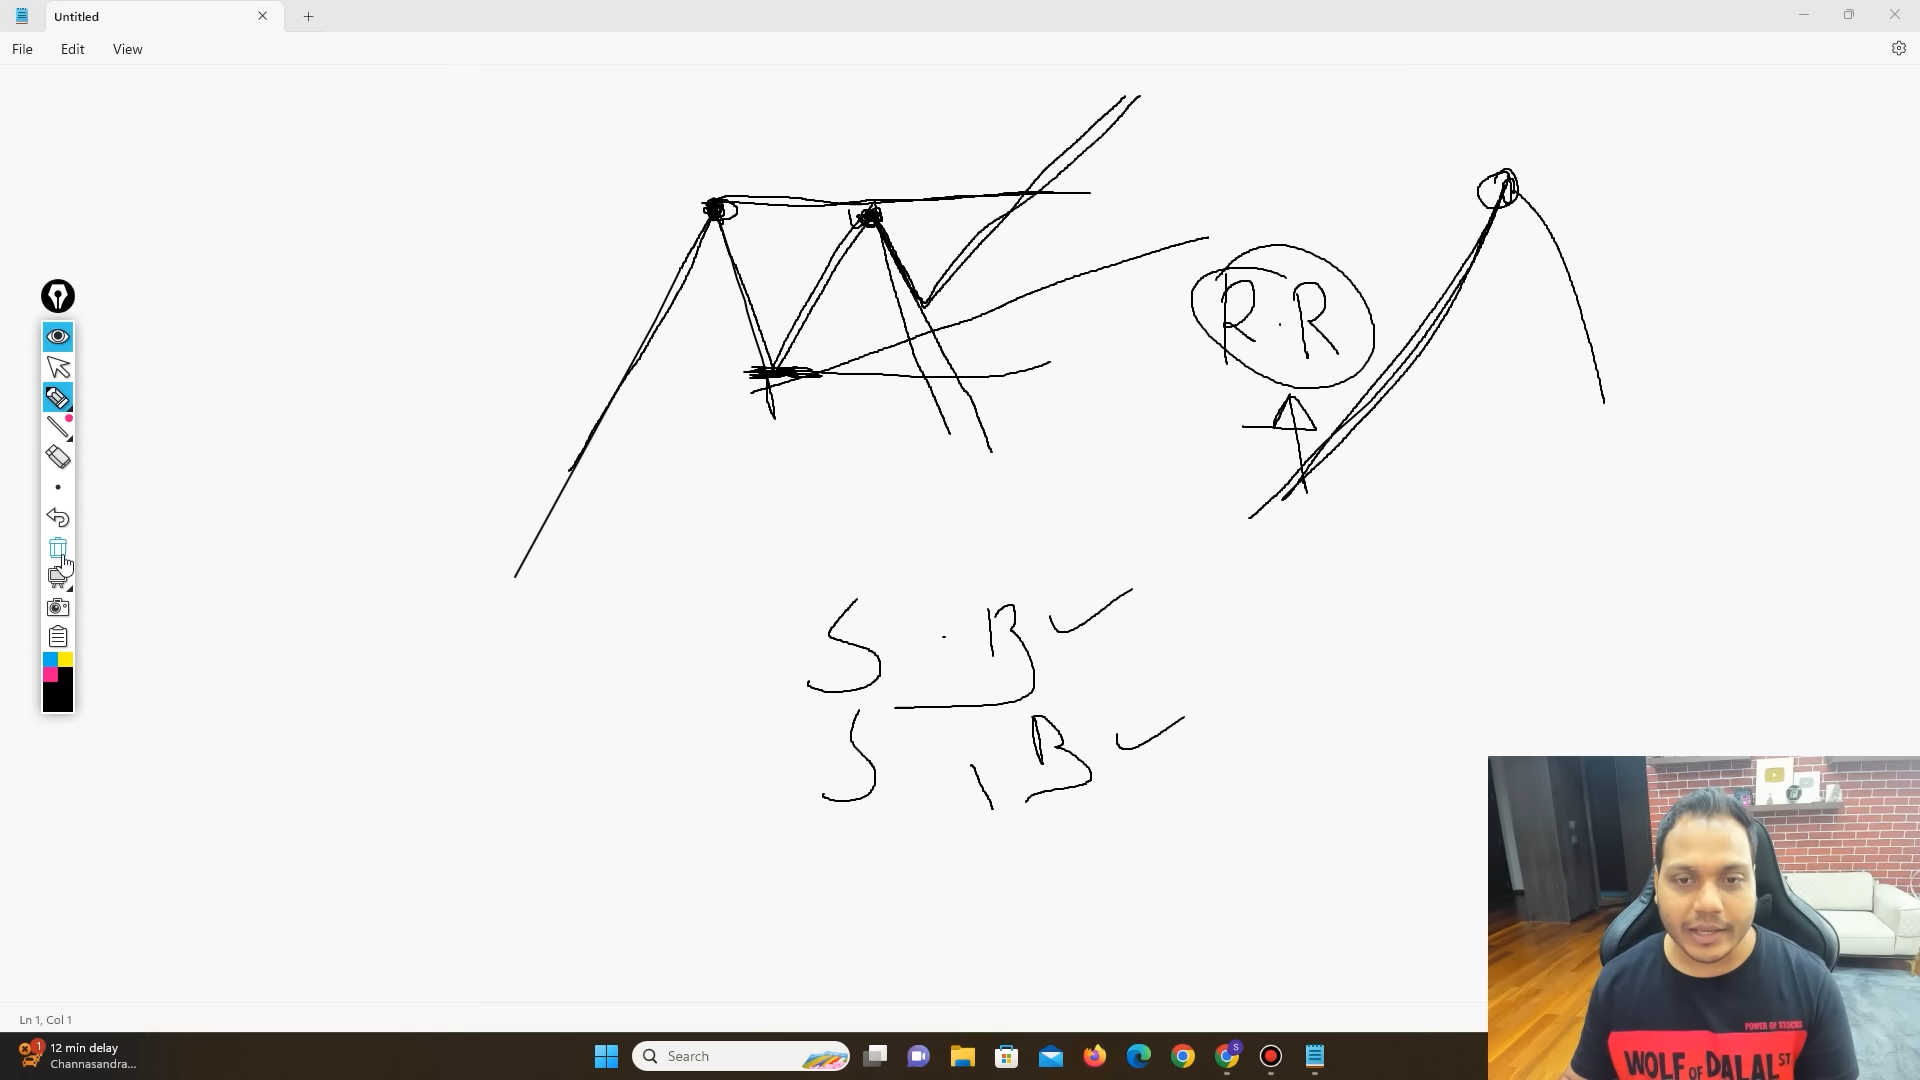 Untitled
File Edit View
R.R
S . B
S , B
POWER OF STOCKS
WOLF OF DALAL ST
Ln 1, Col 1
1
12 min delay
Channasandra...
Search
S